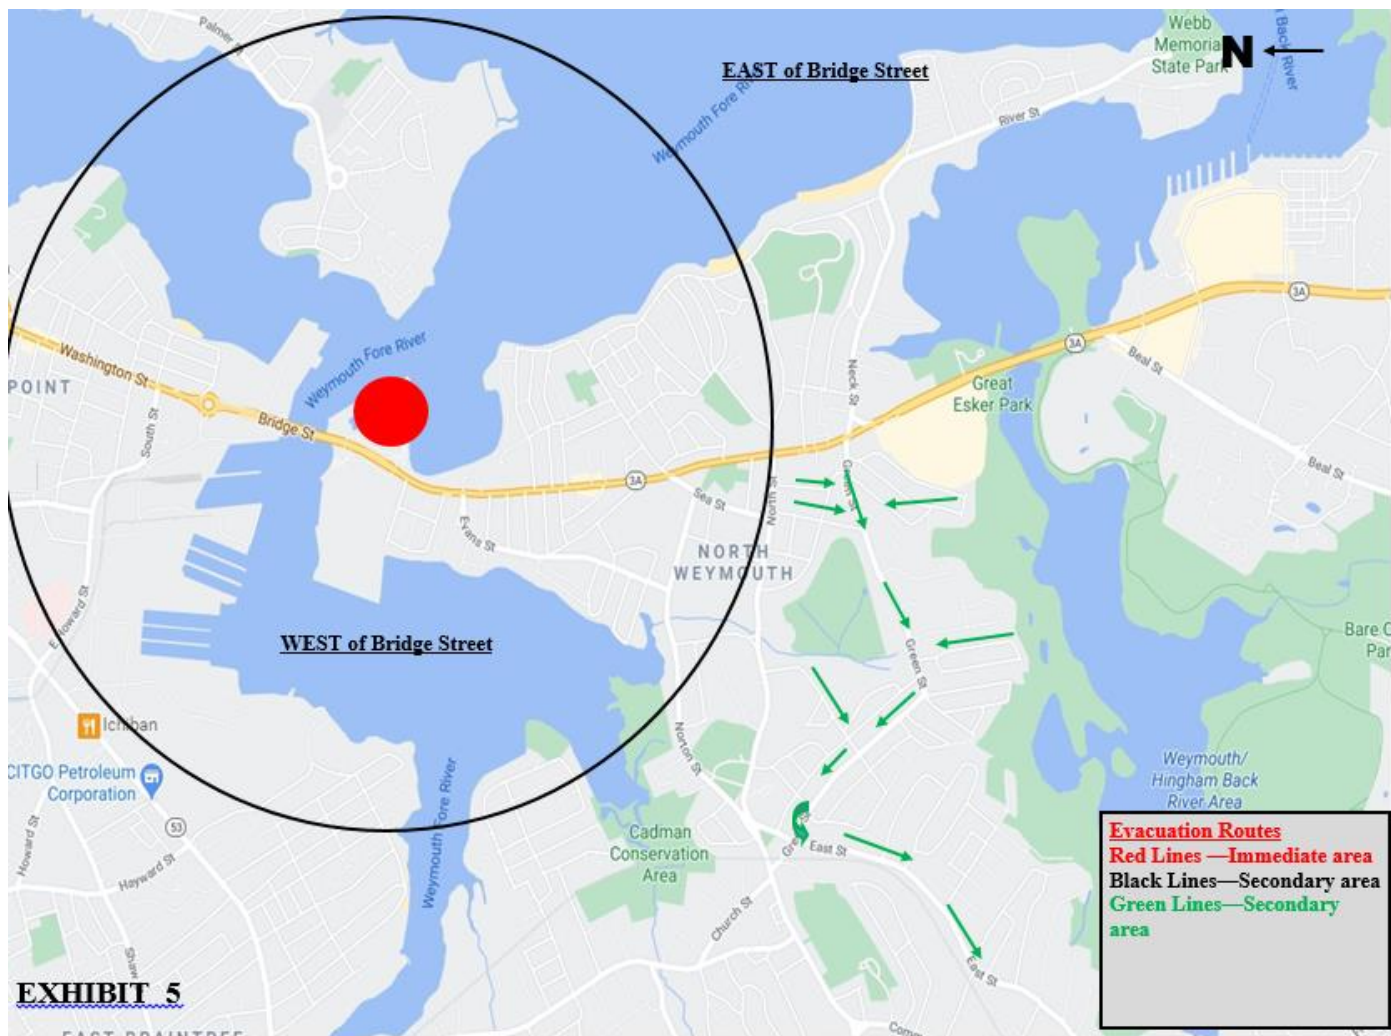 Palmer St
Webb
Memorial
State Park
N
Back River
EAST of Bridge Street
Weymouth Fore River
River St
3A
Washington St
POINT
Weymouth Fore River
Bridge St
South St
Neck St
3A
Beal St
Great
Esker Park
Beal St
3A
Sea St
North St
Green St
Evans St
NORTH
WEYMOUTH
E Howard St
WEST of Bridge Street
Green St
Bare C
Par
Ichiban
CITGO Petroleum
Corporation
Norton St
Weymouth/
Hingham Back
River Area
Weymouth Fore River
53
Howard St
Hayward St
Cadman
Conservation
Area
East St
Church St
East St
Evacuation Routes
Red Lines —Immediate area
Black Lines—Secondary area
Green Lines—Secondary
area
EXHIBIT 5
EAST BRAINTREE